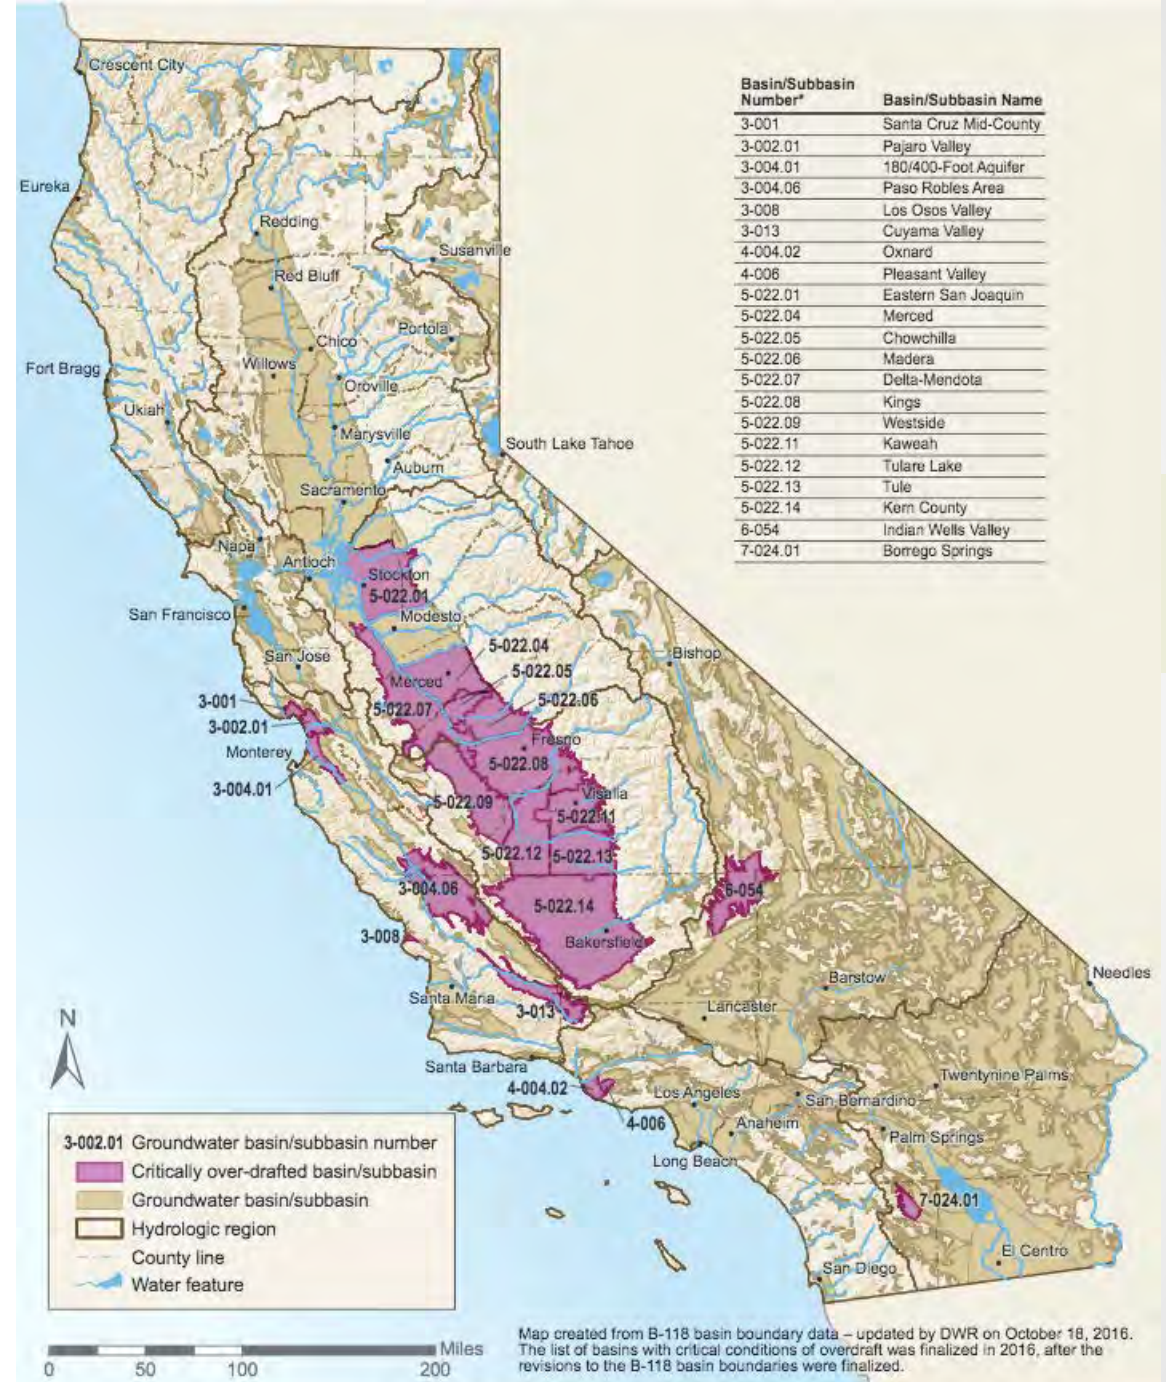 Crescent City
Eureka
Redding
Susanville
Red Bluff
Portola
Chico
Fort Bragg
Willows
Oroville
Ukiah
Marysville
South Lake Tahoe
Auburn
Sacramento
Napa
Antioch
Stockton
5-022.01
San Francisco
Modesto
San Jose
5-022.04
Bishop
5-022.05
Merced
3-001
5-022.06
5-022.07
3-002.01
Fresno
Monterey
5-022.08
3-004.01
Visalia
5-022.09
5-022.11
5-022.12
5-022.13
3-004.06
6-054
5-022.14
3-008
Bakersfield
Needles
Barstow
Santa Maria
3-013
Lancaster
Santa Barbara
Twentynine Palms
4-004.02
Los Angeles
San Bernardino
4-006
Anaheim
Palm Springs
Long Beach
7-024.01
El Centro
San Diego
Basin/Subbasin
Number* Basin/Subbasin Name
3-001 Santa Cruz Mid-County
3-002.01 Pajaro Valley
3-004.01 180/400-Foot Aquifer
3-004.06 Paso Robles Area
3-008 Los Osos Valley
3-013 Cuyama Valley
4-004.02 Oxnard
4-006 Pleasant Valley
5-022.01 Eastern San Joaquin
5-022.04 Merced
5-022.05 Chowchilla
5-022.06 Madera
5-022.07 Delta-Mendota
5-022.08 Kings
5-022.09 Westside
5-022.11 Kaweah
5-022.12 Tulare Lake
5-022.13 Tule
5-022.14 Kern County
6-054 Indian Wells Valley
7-024.01 Borrego Springs
N
3-002.01 Groundwater basin/subbasin number
Critically over-drafted basin/subbasin
Groundwater basin/subbasin
Hydrologic region
County line
Water feature
Miles
0 50 100 200
Map created from B-118 basin boundary data – updated by DWR on October 18, 2016.
The list of basins with critical conditions of overdraft was finalized in 2016, after the
revisions to the B-118 basin boundaries were finalized.